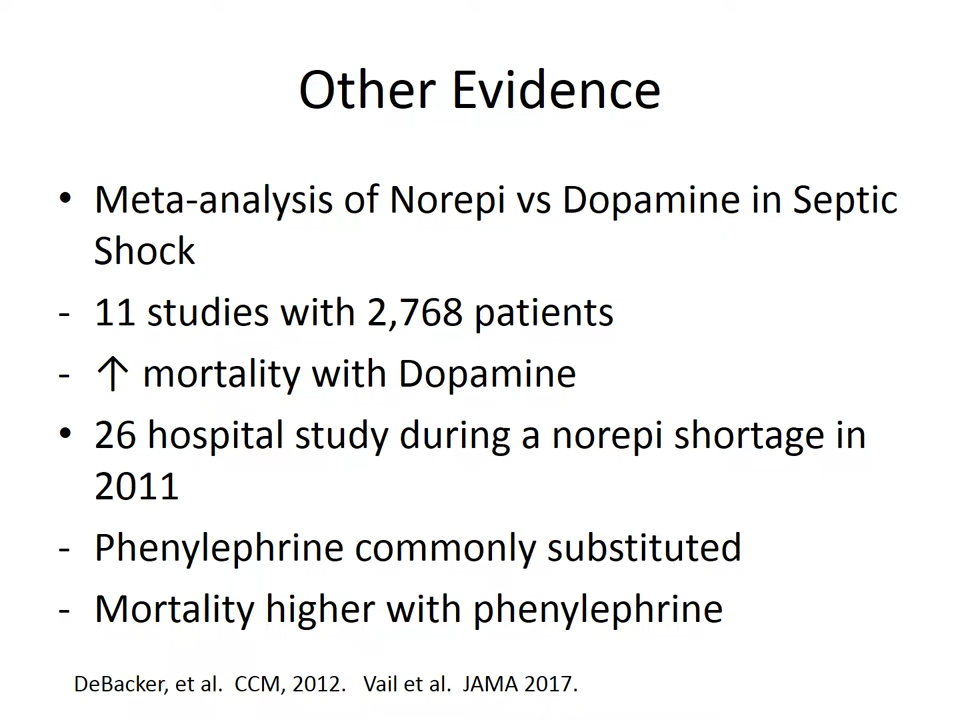 Other Evidence
• Meta-analysis of Norepi vs Dopamine in Septic
Shock
- 11 studies with 2,768 patients
- ↑ mortality with Dopamine
• 26 hospital study during a norepi shortage in
2011
- Phenylephrine commonly substituted
- Mortality higher with phenylephrine
DeBacker, et al. CCM, 2012. Vail et al. JAMA 2017.